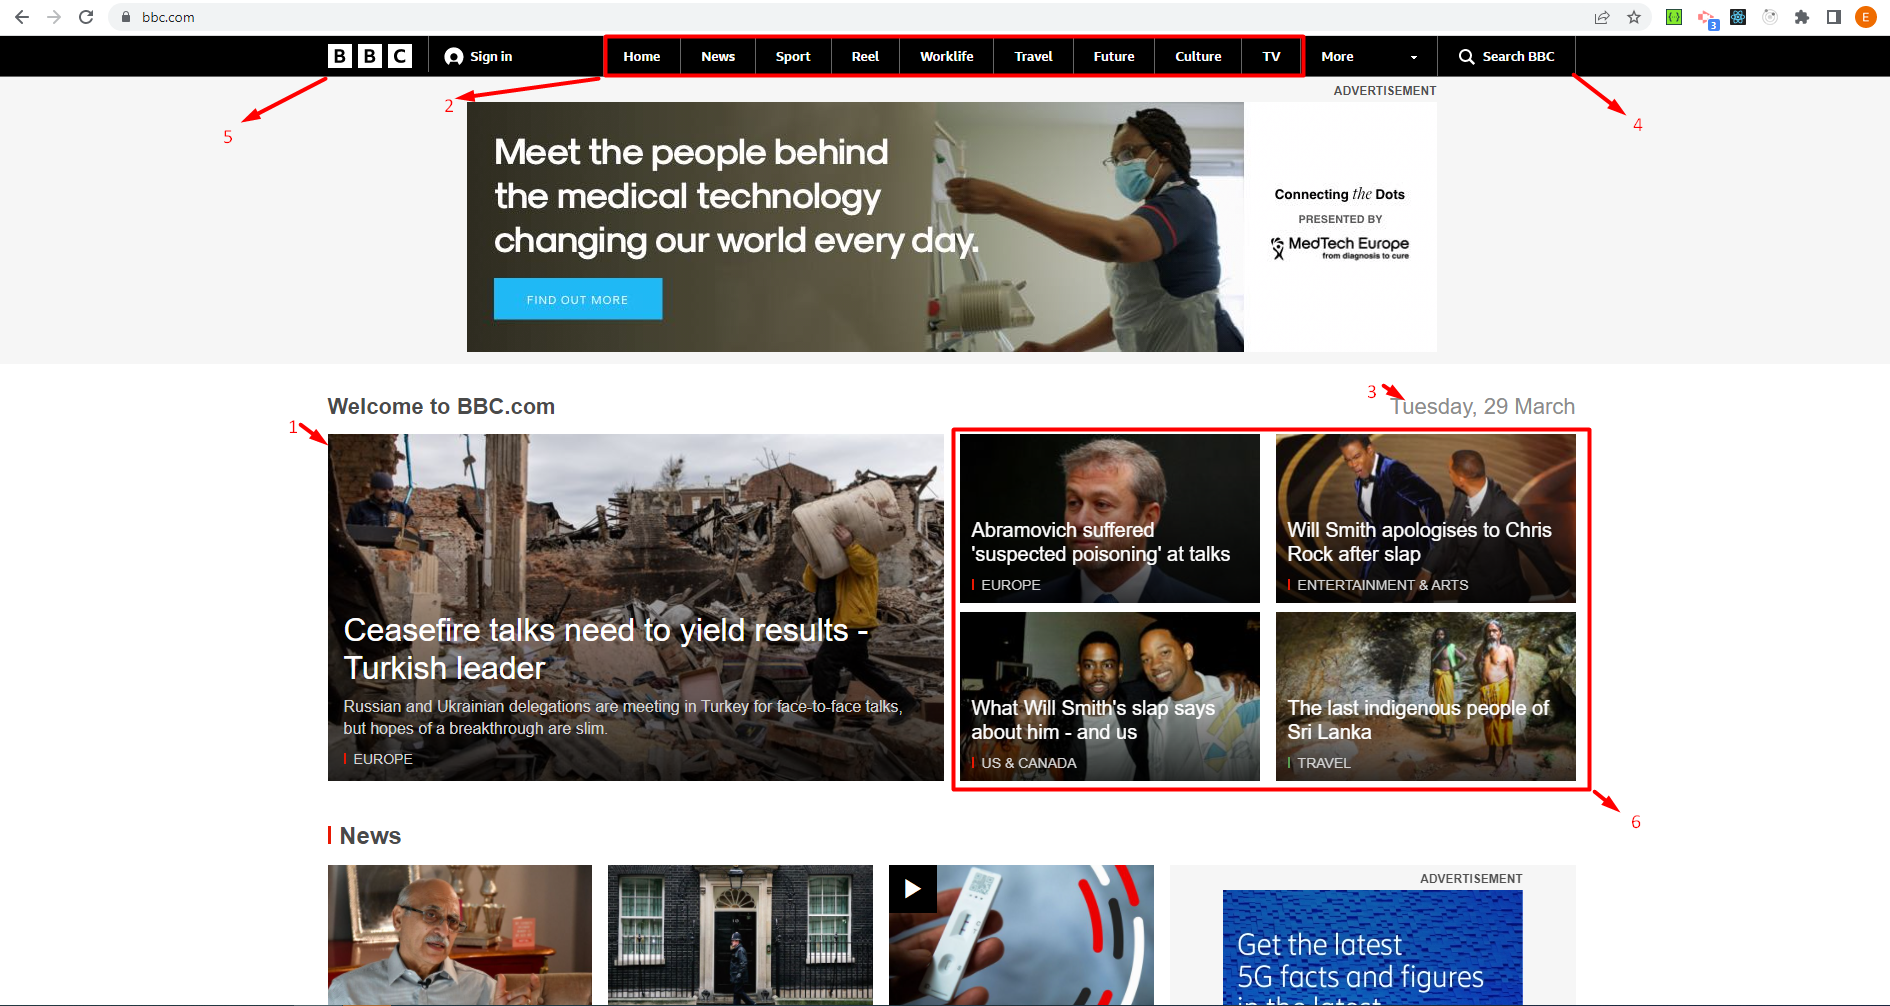 bbc.com
3
E
BBC
Sign in
Home
News
Sport
Reel
Worklife
Travel
Future
Culture
TV
More
Search BBC
ADVERTISEMENT
2
5
4
Meet the people behind
the medical technology
changing our world every day.
FIND OUT MORE
Connecting the Dots
PRESENTED BY
MedTech Europe
from diagnosis to cure
Welcome to BBC.com
3
Tuesday, 29 March
1
Ceasefire talks need to yield results -
Turkish leader
Russian and Ukrainian delegations are meeting in Turkey for face-to-face talks,
but hopes of a breakthrough are slim.
EUROPE
Abramovich suffered
'suspected poisoning' at talks
EUROPE
Will Smith apologises to Chris
Rock after slap
ENTERTAINMENT & ARTS
What Will Smith's slap says
about him - and us
US & CANADA
The last indigenous people of
Sri Lanka
TRAVEL
6
News
ADVERTISEMENT
Get the latest
5G facts and figures
in the latest